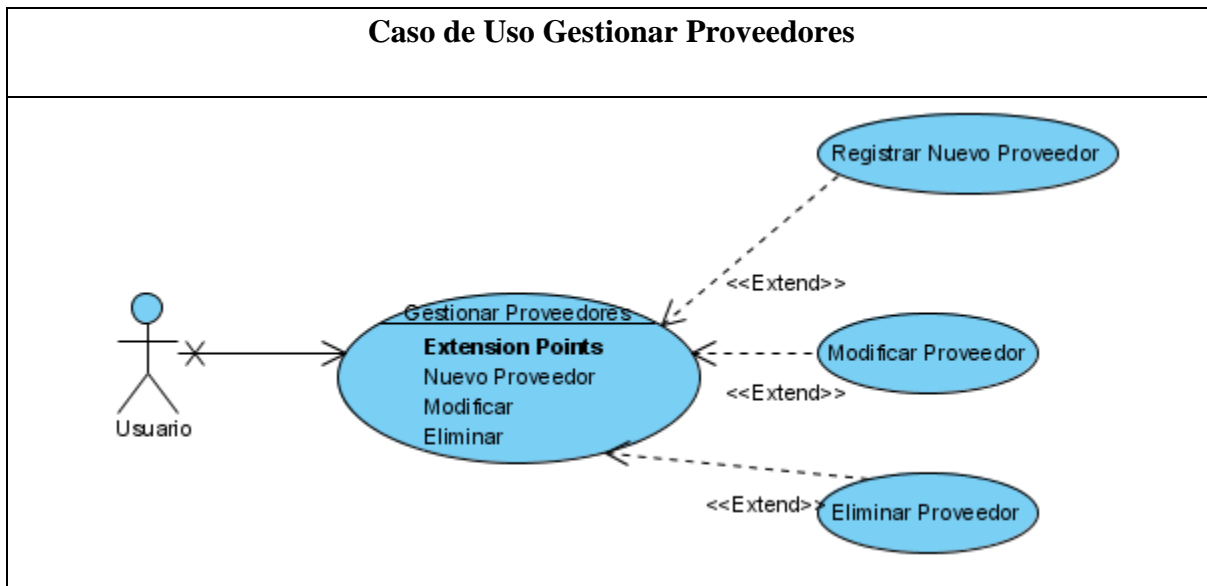 Caso de Uso Gestionar Proveedores
Registrar Nuevo Proveedor
<<Extend>>
Gestionar Proveedores
Extension Points
Nuevo Proveedor
Modificar
Eliminar
Modificar Proveedor
<<Extend>>
Usuario
<<Extend>>
Eliminar Proveedor